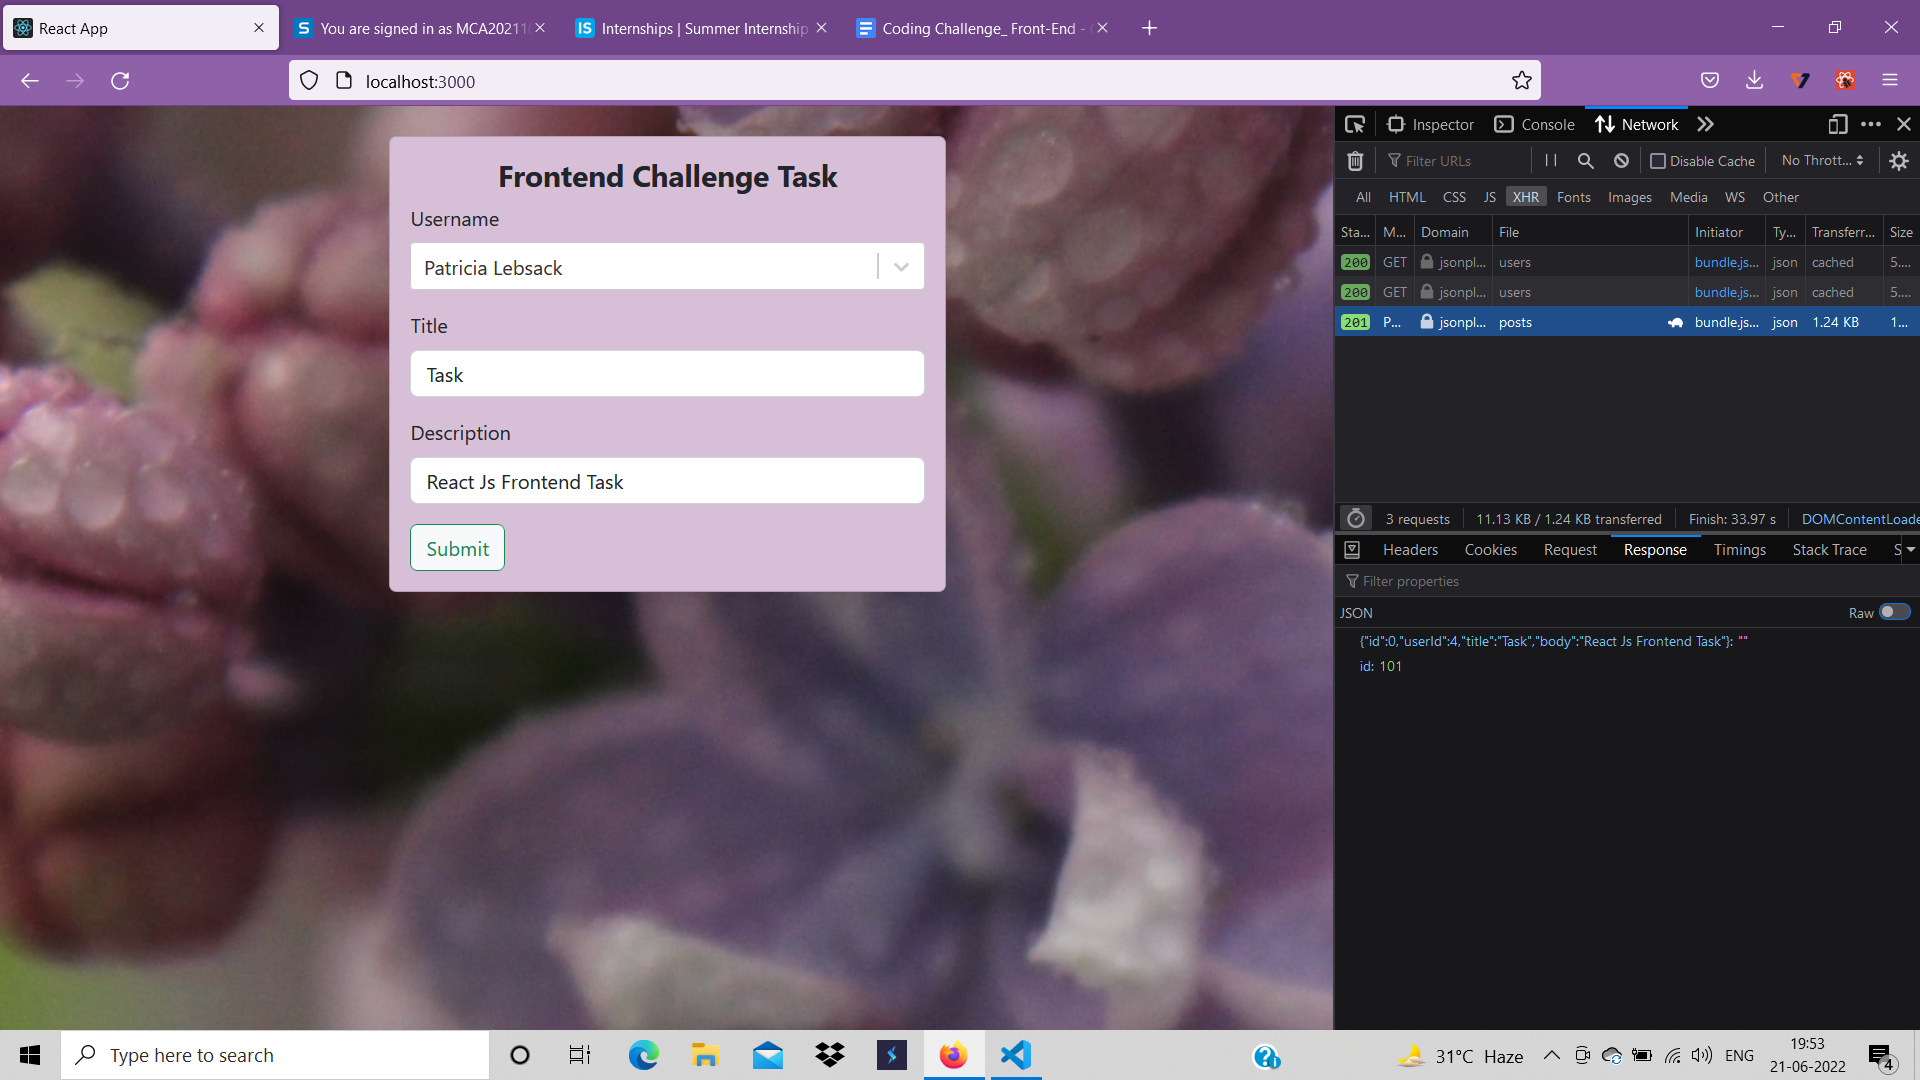 React App
You are signed in as MCA20211
Internships | Summer Internship
Coding Challenge_ Front-End -
localhost:3000
Frontend Challenge Task
Username
Patricia Lebsack
Title
Task
Description
React Js Frontend Task
Submit
Inspector
Console
Network
Filter URLs
Disable Cache
No Thrott...
All HTML CSS JS XHR Fonts Images Media WS Other
Sta... M... Domain File Initiator Ty... Transferr... Size
200 GET jsonpl... users bundle.js... json cached 5....
200 GET jsonpl... users bundle.js... json cached 5....
201 P... jsonpl... posts bundle.js... json 1.24 KB 1...
3 requests 11.13 KB / 1.24 KB transferred Finish: 33.97 s DOMContentLoade
Headers Cookies Request Response Timings Stack Trace S
Filter properties
JSON
Raw
{"id":0,"userId":4,"title":"Task","body":"React Js Frontend Task"}: ""
id: 101
Type here to search
31°C Haze
ENG
19:53
21-06-2022
4